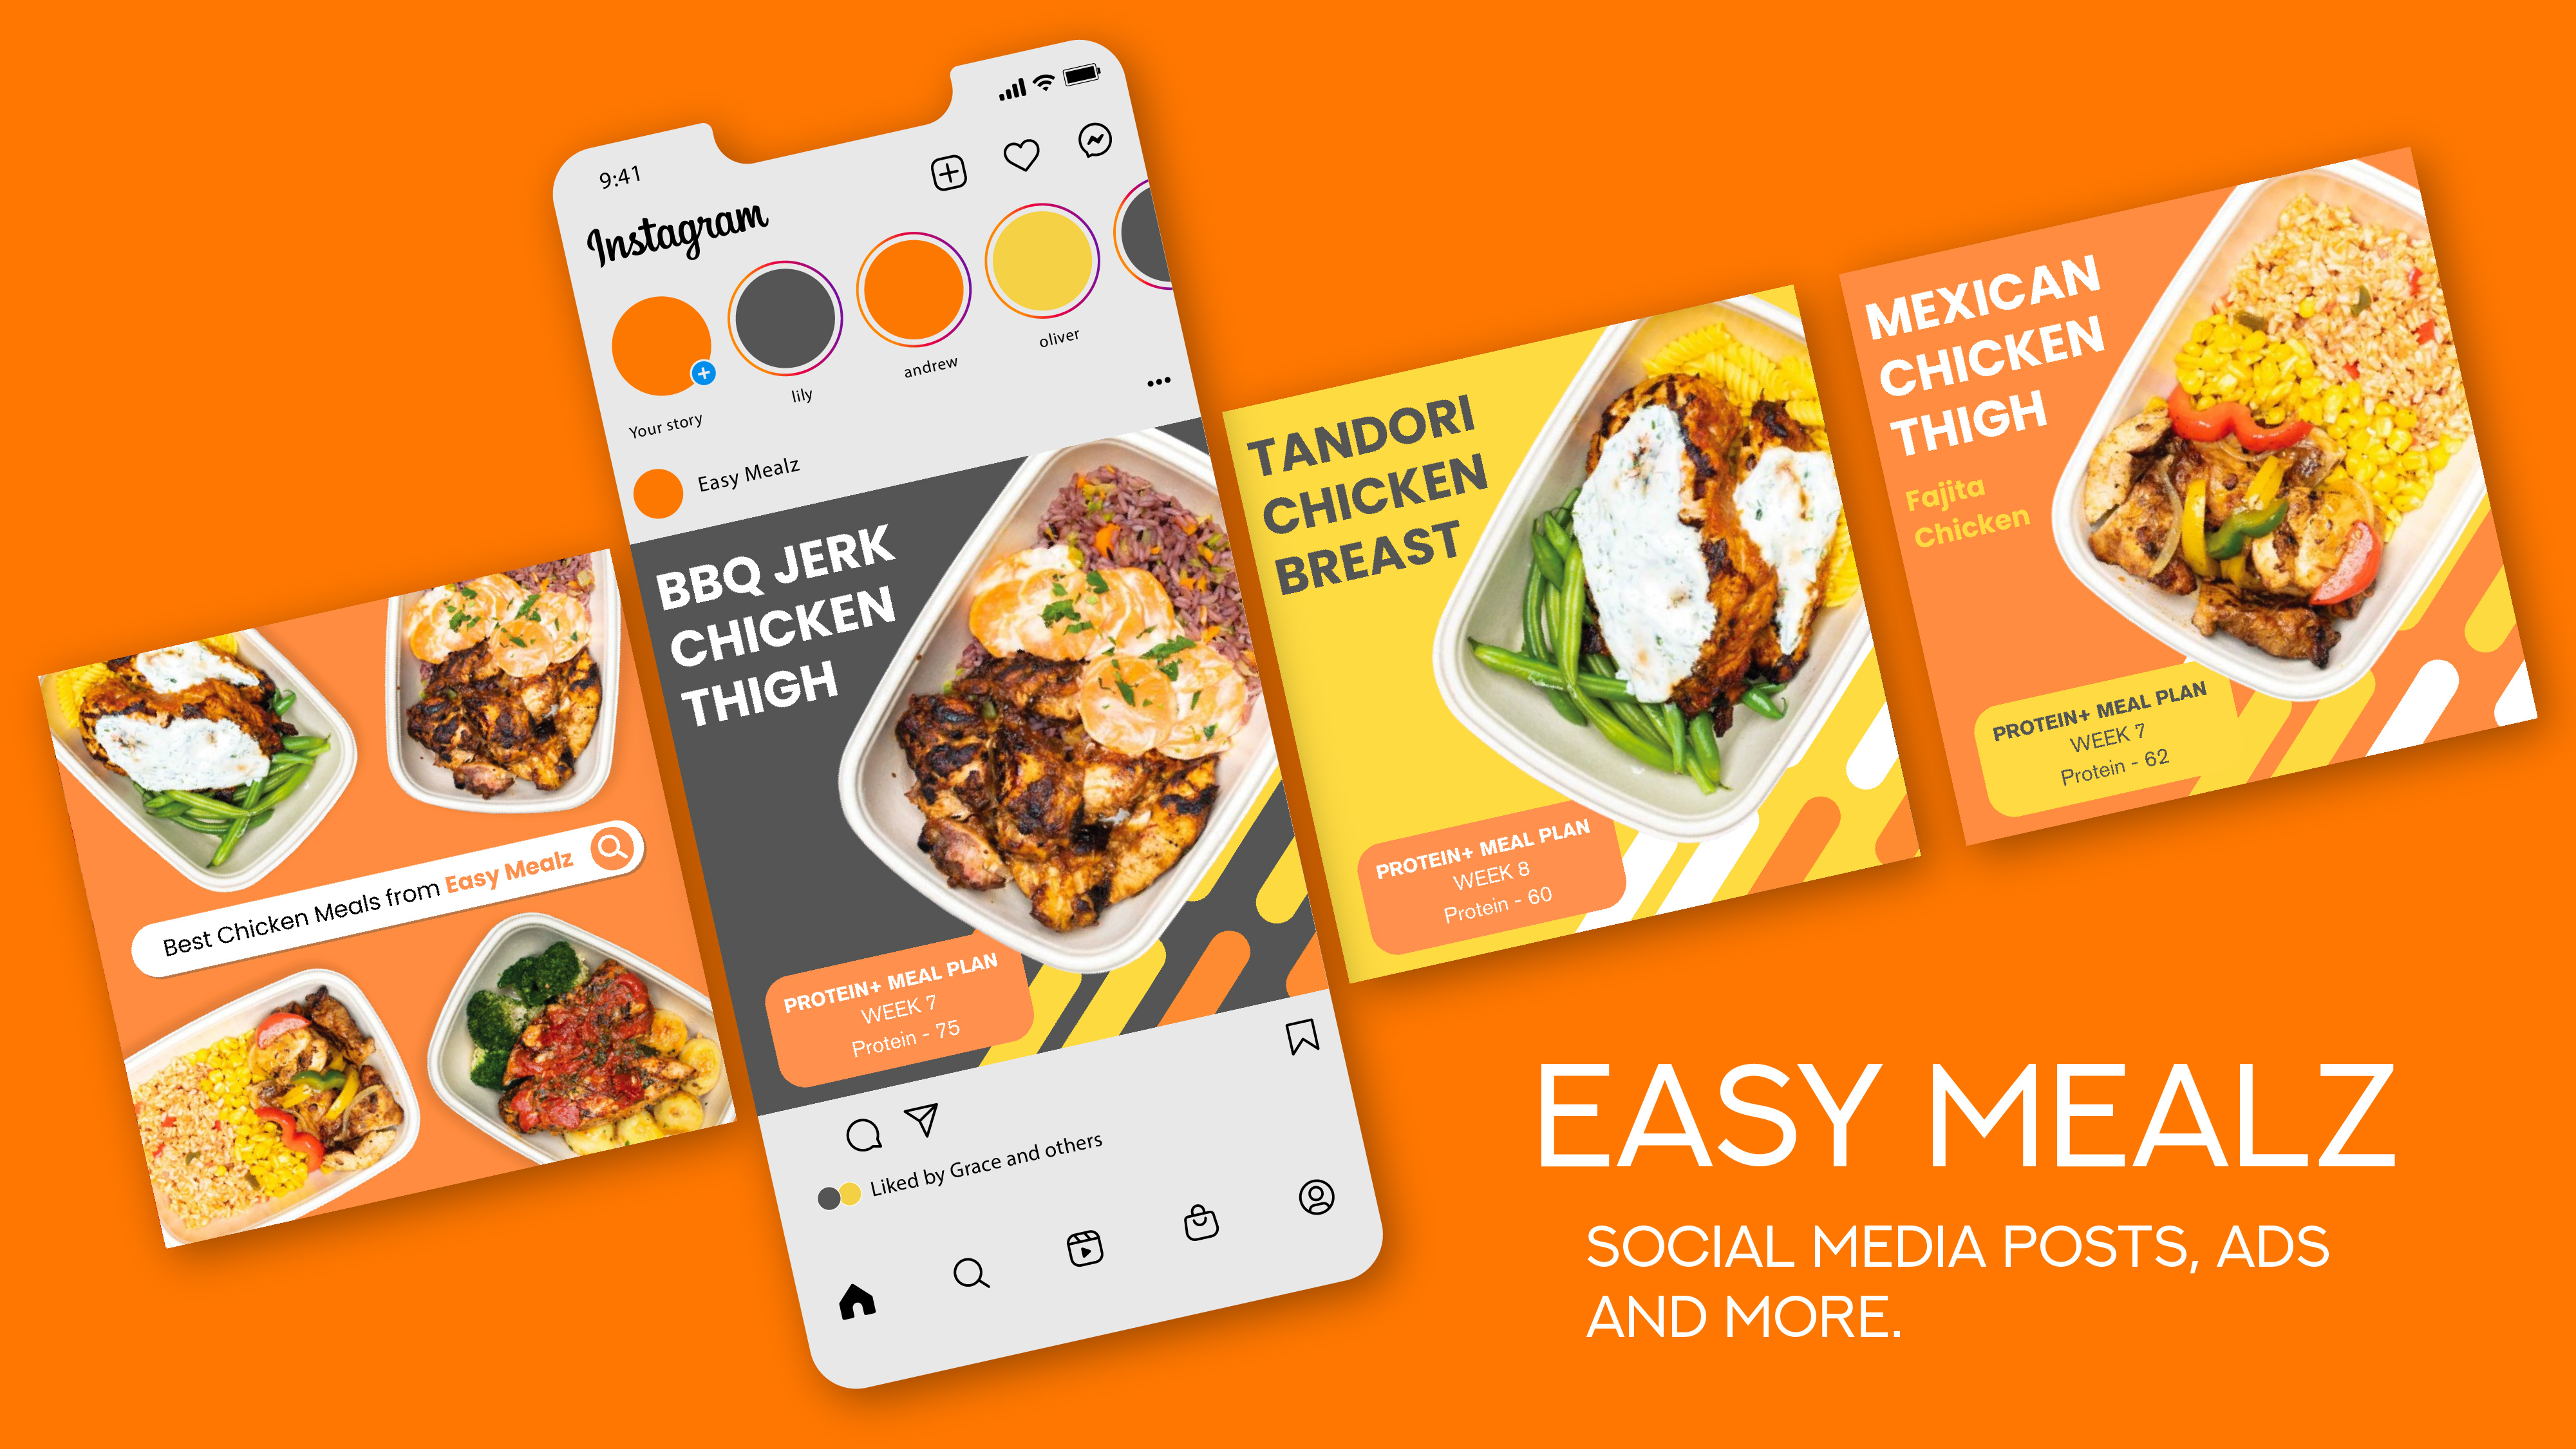 9:41
Instagram
Your story
lily
andrew
oliver
Easy Mealz
Best Chicken Meals from Easy Mealz
BBQ JERK
CHICKEN
THIGH
PROTEIN+ MEAL PLAN
WEEK 7
Protein - 75
Liked by Grace and others
TANDORI
CHICKEN
BREAST
PROTEIN+ MEAL PLAN
WEEK 8
Protein - 60
MEXICAN
CHICKEN
THIGH
Fajita
Chicken
PROTEIN+ MEAL PLAN
WEEK 7
Protein - 62
EASY MEALZ
SOCIAL MEDIA POSTS, ADS
AND MORE.